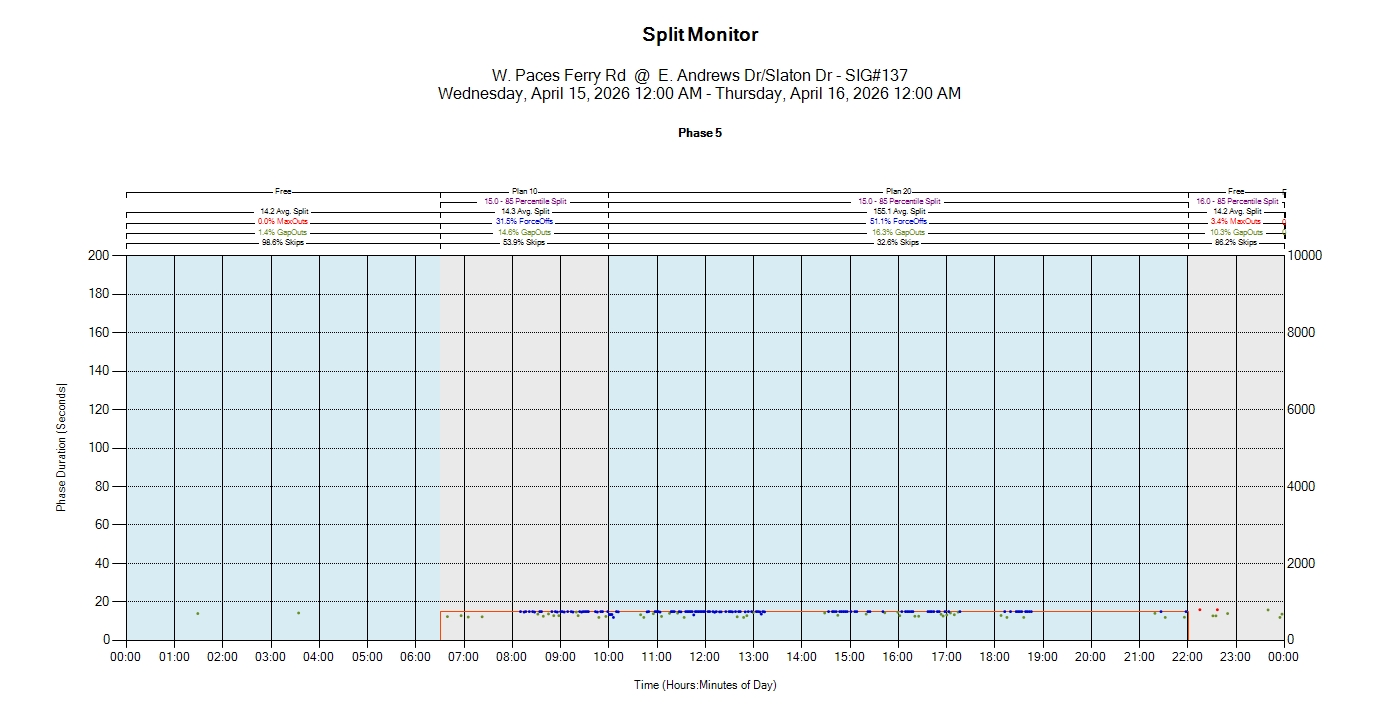 Split Monitor
W. Paces Ferry Rd @ E. Andrews Dr/Slaton Dr - SIG#137
Wednesday, April 15, 2026 12:00 AM - Thursday, April 16, 2026 12:00 AM
Phase 5
Free Plan 10 Plan 20 Free F
15.0 - 85 Percentile Split 15.0 - 85 Percentile Split 16.0 - 85 Percentile Split
14.2 Avg. Split 14.3 Avg. Split 155.1 Avg. Split 14.2 Avg. Split
0.0% MaxOuts 31.5% ForceOffs 51.1% ForceOffs 3.4% MaxOuts
1.4% GapOuts 14.6% GapOuts 16.3% GapOuts 10.3% GapOuts
98.6% Skips 53.9% Skips 32.6% Skips 86.2% Skips
200 10000
180
160 8000
140
120 6000
100
80 4000
60
40 2000
20
0 0
Phase Duration (Seconds)
00:00 01:00 02:00 03:00 04:00 06:00 06:00 07:00 08:00 09:00 10:00 11:00 12:00 13:00 14:00 15:00 16:00 17:00 18:00 19:00 20:00 21:00 22:00 23:00 00:00
Time (Hours:Minutes of Day)